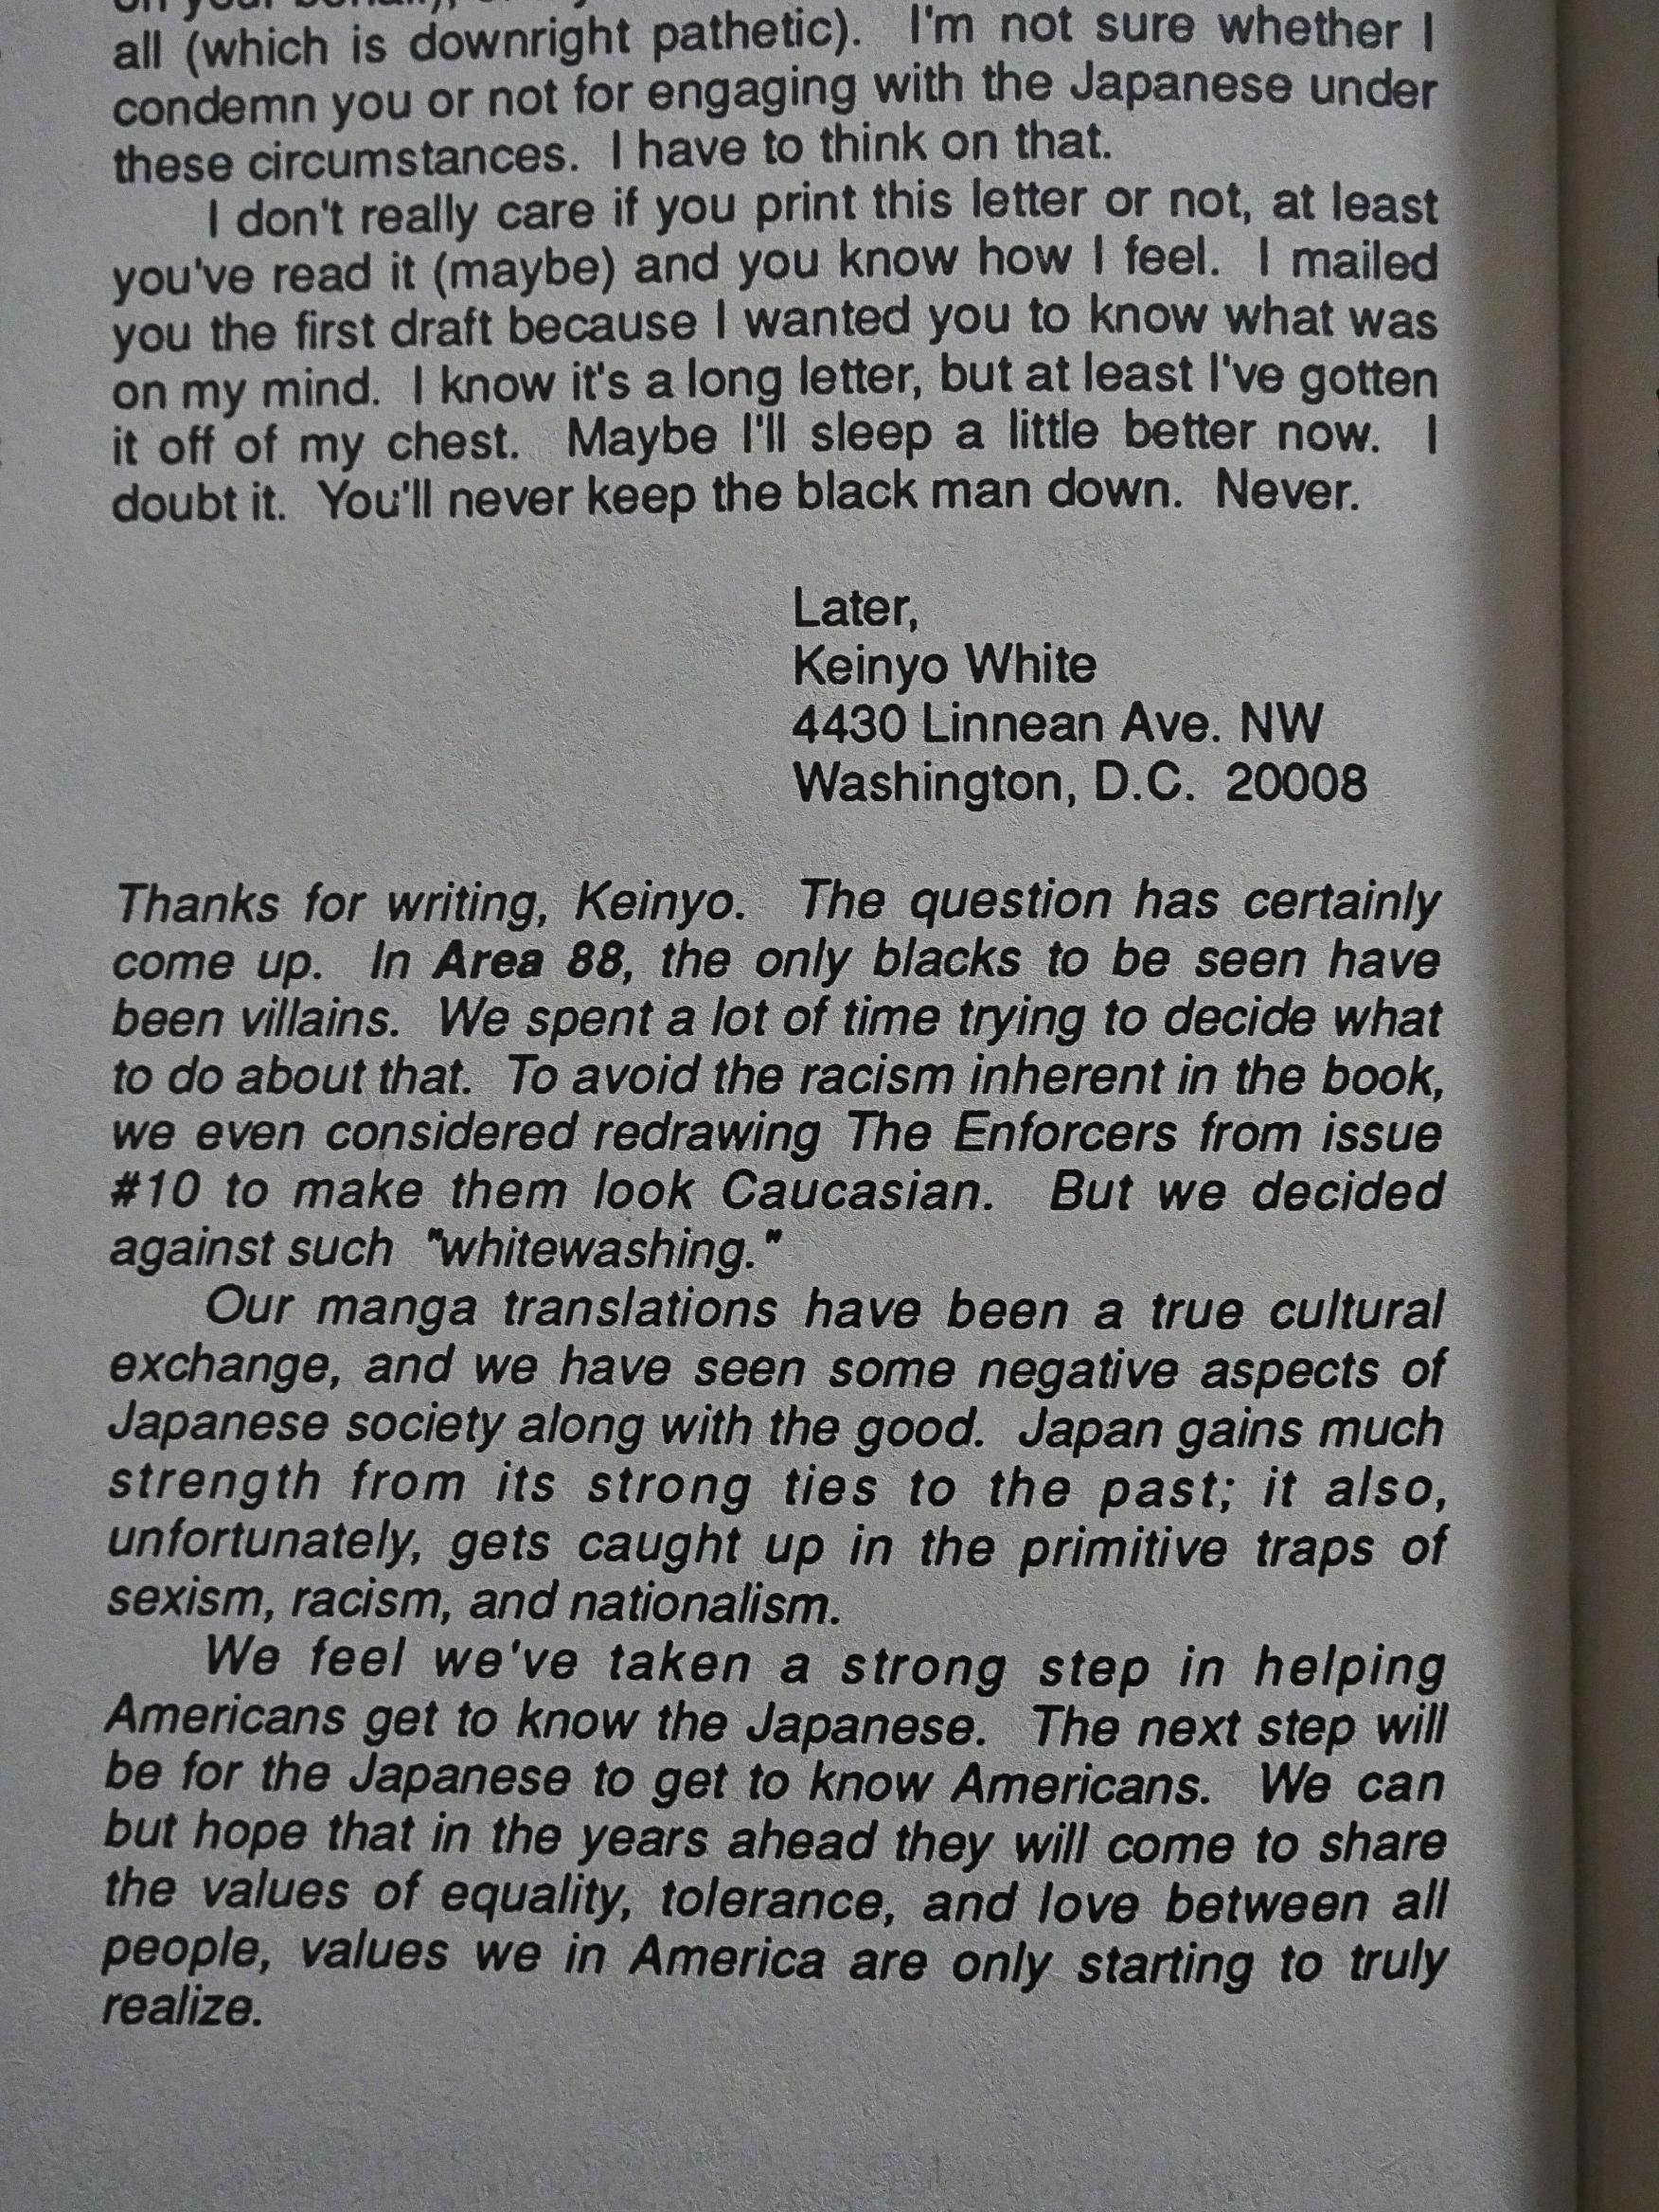 all (which is downright pathetic). I'm not sure whether I
condemn you or not for engaging with the Japanese under
these circumstances. I have to think on that.
I don't really care if you print this letter or not, at least
you've read it (maybe) and you know how I feel. I mailed
you the first draft because I wanted you to know what was
on my mind. I know it's a long letter, but at least I've gotten
it off of my chest. Maybe I'll sleep a little better now. I
doubt it. You'll never keep the black man down. Never.
Later,
Keinyo White
4430 Linnean Ave. NW
Washington, D.C. 20008
Thanks for writing, Keinyo. The question has certainly
come up. In Area 88, the only blacks to be seen have
been villains. We spent a lot of time trying to decide what
to do about that. To avoid the racism inherent in the book,
we even considered redrawing The Enforcers from issue
#10 to make them look Caucasian. But we decided
against such "whitewashing."
Our manga translations have been a true cultural
exchange, and we have seen some negative aspects of
Japanese society along with the good. Japan gains much
strength from its strong ties to the past; it also,
unfortunately, gets caught up in the primitive traps of
sexism, racism, and nationalism.
We feel we've taken a strong step in helping
Americans get to know the Japanese. The next step will
be for the Japanese to get to know Americans. We can
but hope that in the years ahead they will come to share
the values of equality, tolerance, and love between all
people, values we in America are only starting to truly
realize.